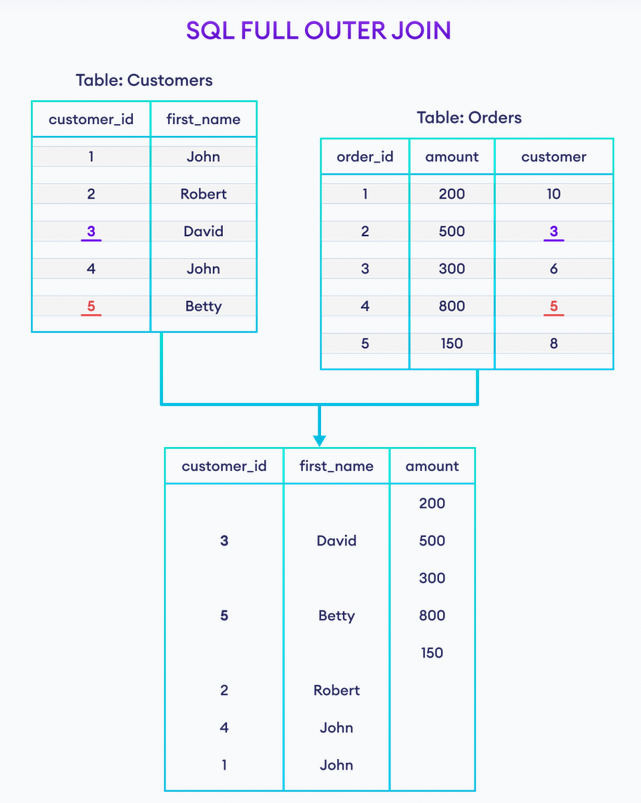 SQL FULL OUTER JOIN
Table: Customers
customer_id first_name
1 John
2 Robert
3 David
4 John
5 Betty
Table: Orders
order_id amount customer
1 200 10
2 500 3
3 300 6
4 800 5
5 150 8
customer_id first_name amount
200
3 David 500
300
5 Betty 800
150
2 Robert
4 John
1 John